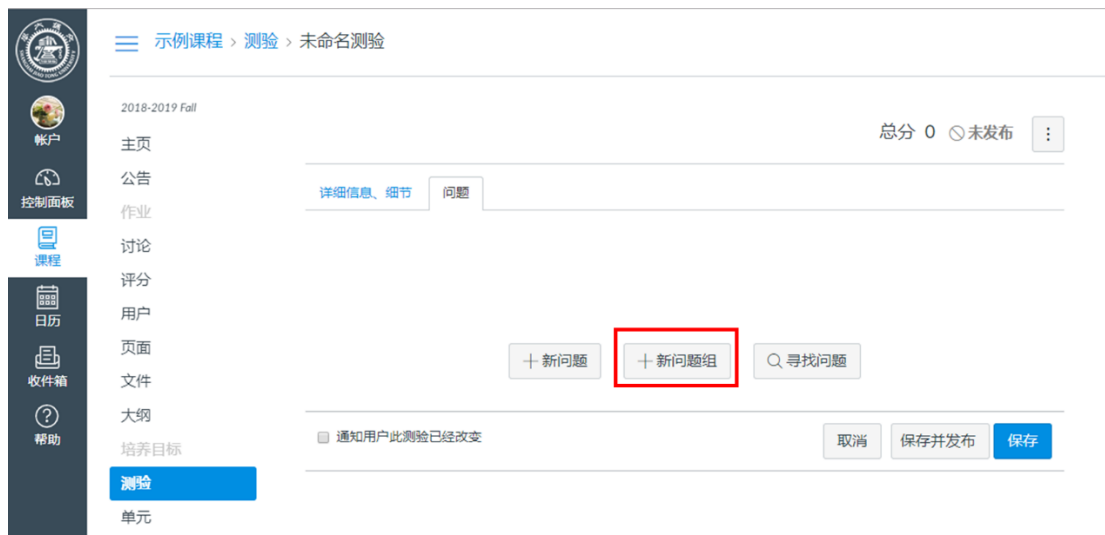 示例课程 › 测验 › 未命名测验
帐户
控制面板
课程
日历
收件箱
帮助
2018-2019 Fall
主页
公告
作业
讨论
评分
用户
页面
文件
大纲
培养目标
测验
单元
总分 0 未发布
详细信息、细节 问题
新问题 新问题组 寻找问题
通知用户此测验已经改变
取消 保存并发布 保存